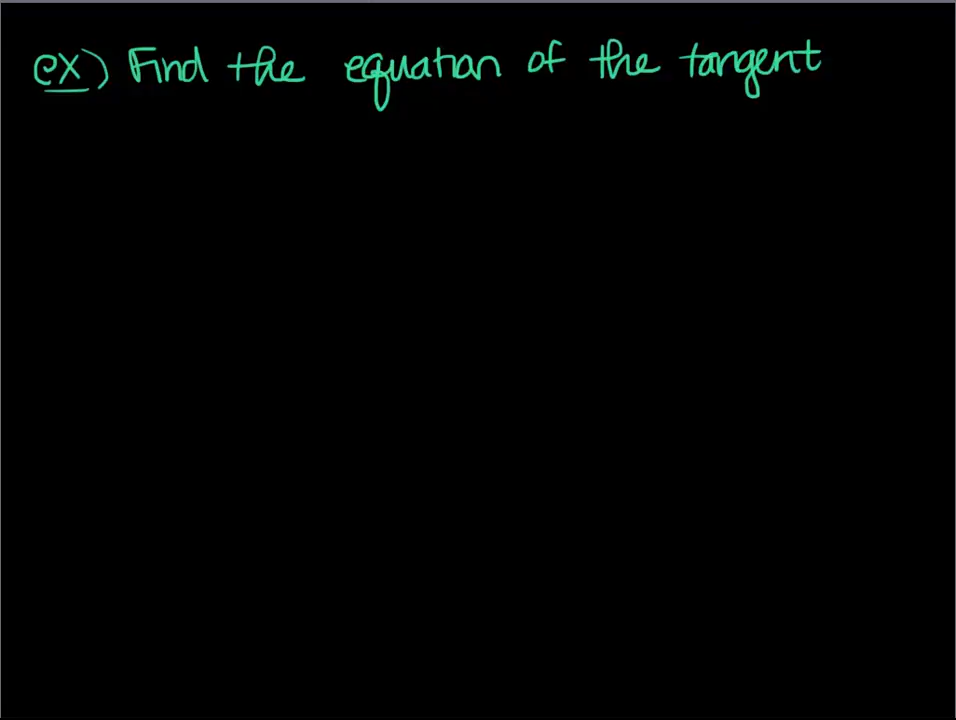 ex) Find the equation of the tangent